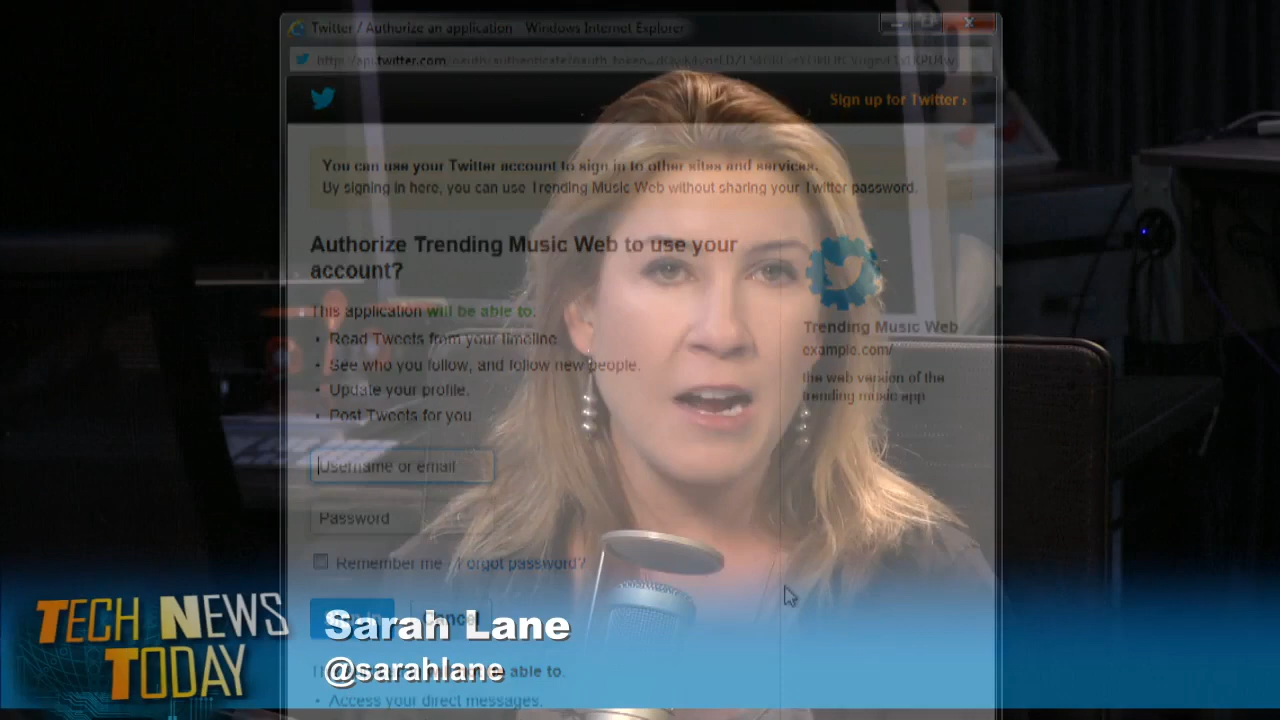 Twitter / Authorize an application - Windows Internet Explorer
Sign up for Twitter ›
You can use your Twitter account to sign in to other sites and services.
By signing in here, you can use Trending Music Web without sharing your Twitter password.
Authorize Trending Music Web to use your
account?
This application will be able to:
• Read Tweets from your timeline.
• See who you follow, and follow new people.
• Update your profile.
• Post Tweets for you.
Trending Music Web
example.com/
the web version of the
trending music app
Username or email
Password
Remember me - Forgot password?
Cancel
able to:
• Access your direct messages.
TECH NEWS
TODAY
Sarah Lane
@sarahlane